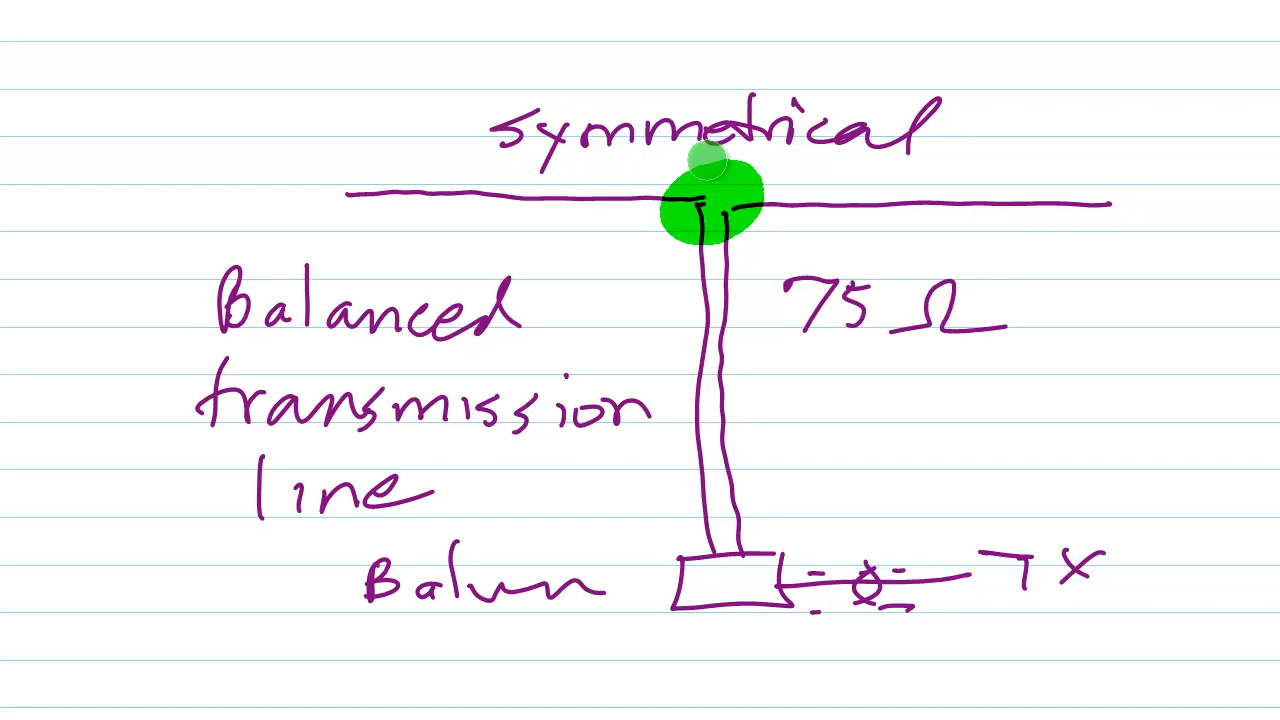 symmetrical
Balanced
75 Ω
transmission
line
Balun
TX